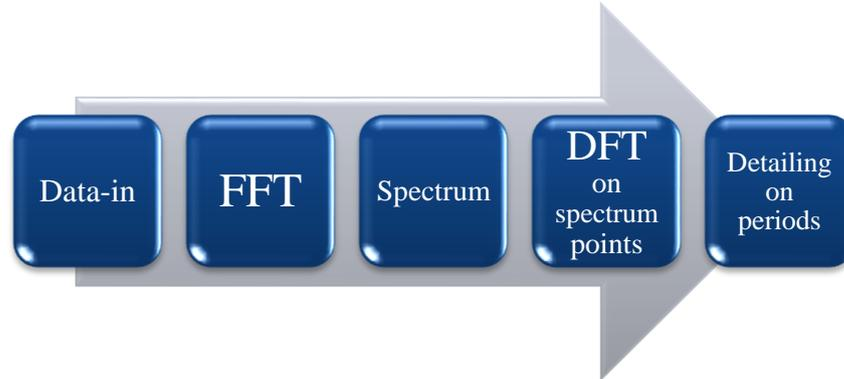 Data-in
FFT
Spectrum
DFT
on
spectrum
points
Detailing
on
periods